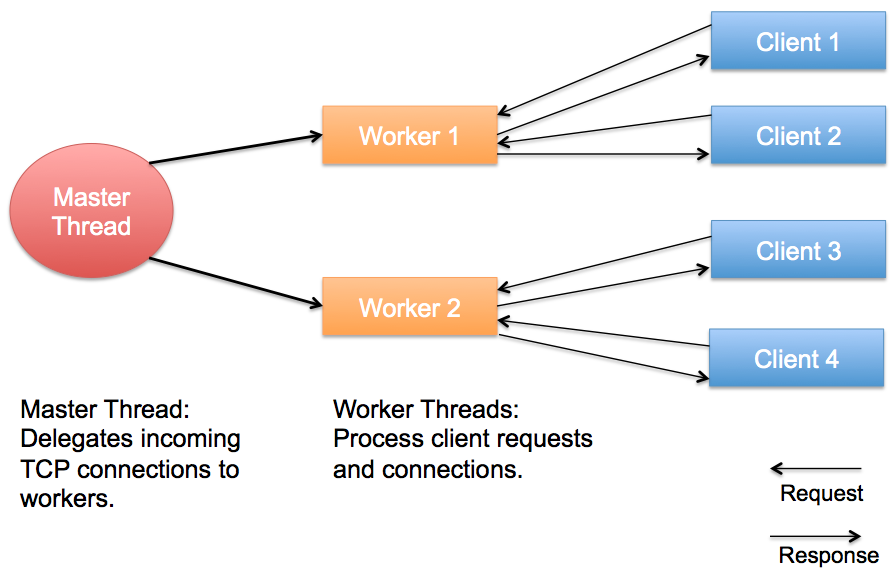 Client 1
Worker 1
Client 2
Master
Thread
Client 3
Worker 2
Client 4
Master Thread:
Delegates incoming
TCP connections to
workers.
Worker Threads:
Process client requests
and connections.
Request
Response